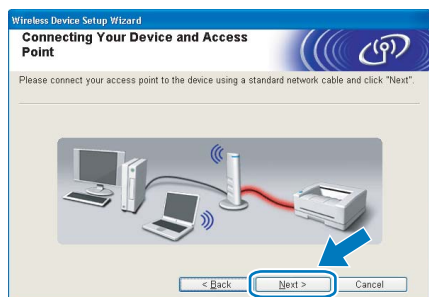 Wireless Device Setup Wizard
Connecting Your Device and Access
Point
Please connect your access point to the device using a standard network cable and click "Next".
< Back Next > Cancel